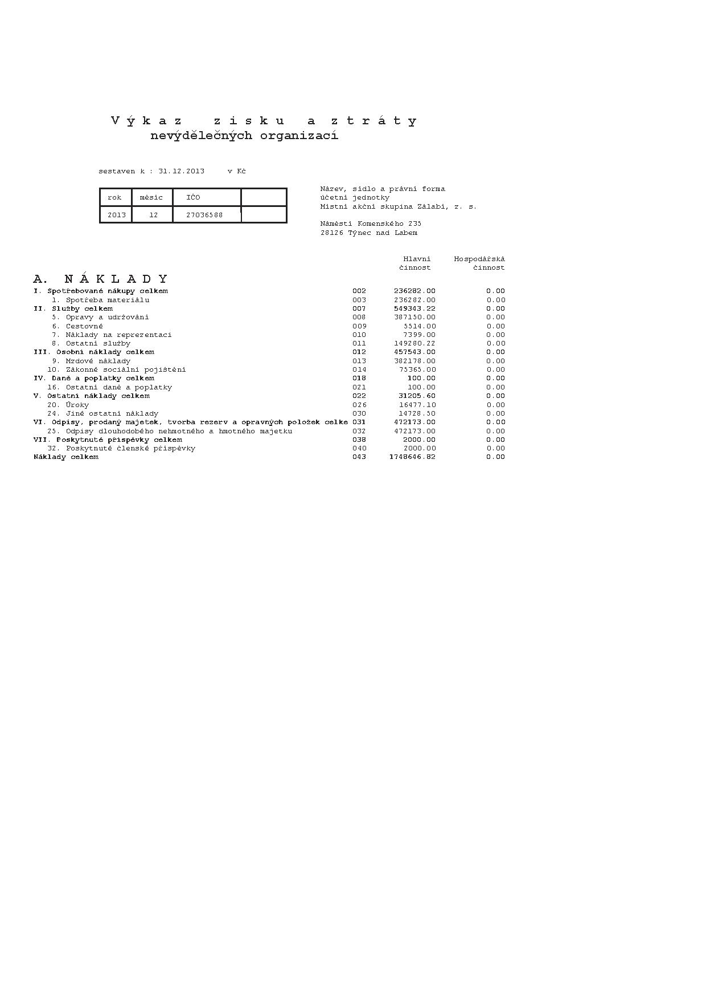 V ý k a z   z i s k u   a   z t r á t y
nevýdělečných organizací
sestaven k : 31.12.2013     v Kč
rok   měsíc   IČO
2013   12   27036588
Název, sídlo a právní forma
účetní jednotky
Místní akční skupina Zálabí, z. s.
Náměstí Komenského 235
28126 Týnec nad Labem
Hlavní   Hospodářská
činnost   činnost
A.  N Á K L A D Y
I. Spotřebované nákupy celkem   002   236282.00   0.00
1. Spotřeba materiálu   003   236282.00   0.00
II. Služby celkem   007   549343.22   0.00
5. Opravy a udržování   008   387150.00   0.00
6. Cestovné   009   5514.00   0.00
7. Náklady na reprezentaci   010   7399.00   0.00
8. Ostatní služby   011   149280.22   0.00
III. Osobní náklady celkem   012   457543.00   0.00
9. Mzdové náklady   013   382178.00   0.00
10. Zákonné sociální pojištění   014   75365.00   0.00
IV. Daně a poplatky celkem   018   100.00   0.00
16. Ostatní daně a poplatky   021   100.00   0.00
V. Ostatní náklady celkem   022   31205.60   0.00
20. Úroky   026   16477.10   0.00
24. Jiné ostatní náklady   030   14728.50   0.00
VI. Odpisy, prodaný majetek, tvorba rezerv a opravných položek celke 031   472173.00   0.00
25. Odpisy dlouhodobého nehmotného a hmotného majetku   032   472173.00   0.00
VII. Poskytnuté příspěvky celkem   038   2000.00   0.00
32. Poskytnuté členské příspěvky   040   2000.00   0.00
Náklady celkem   043   1748646.82   0.00